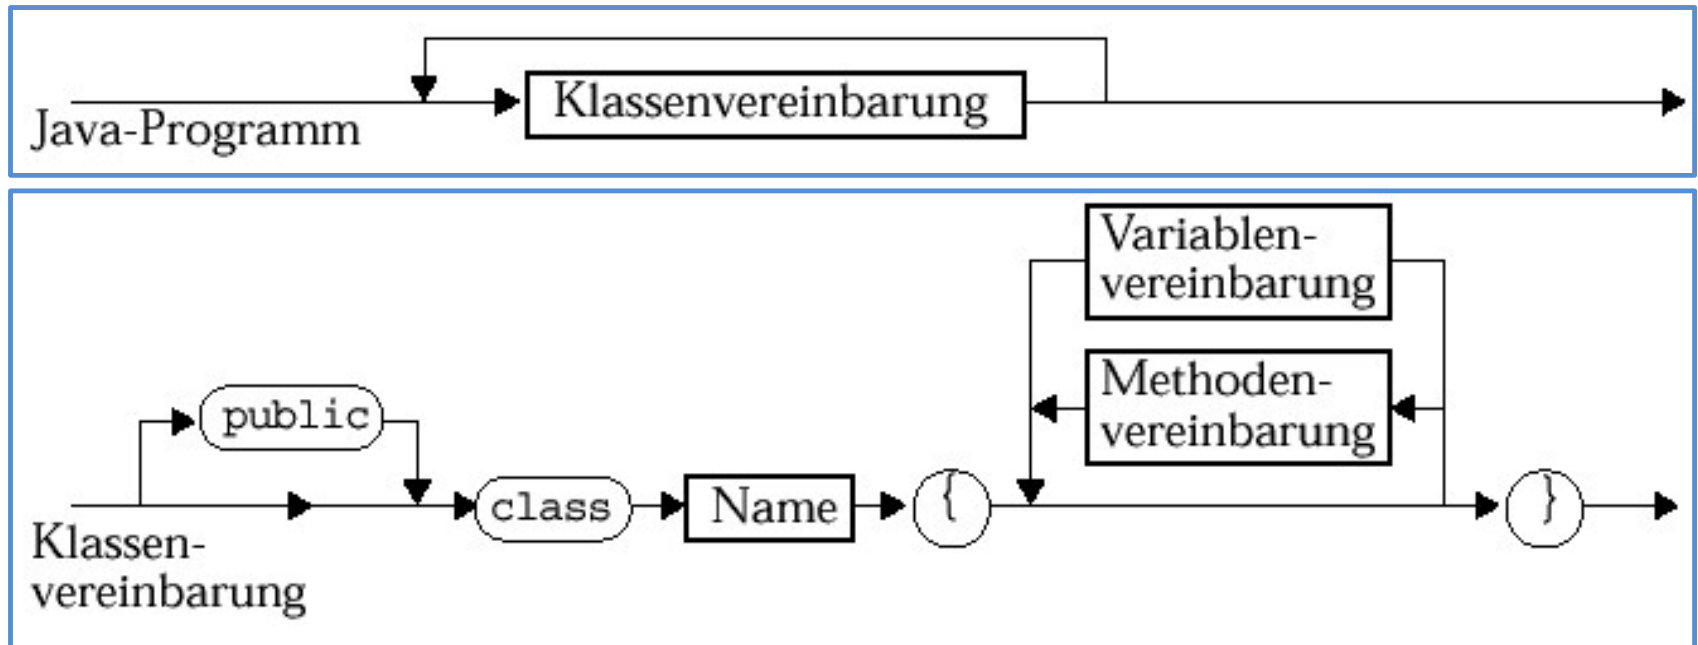 Klassenvereinbarung
Java-Programm
Variablen-
vereinbarung
Methoden-
vereinbarung
public
class
Name
{
}
Klassen-
vereinbarung